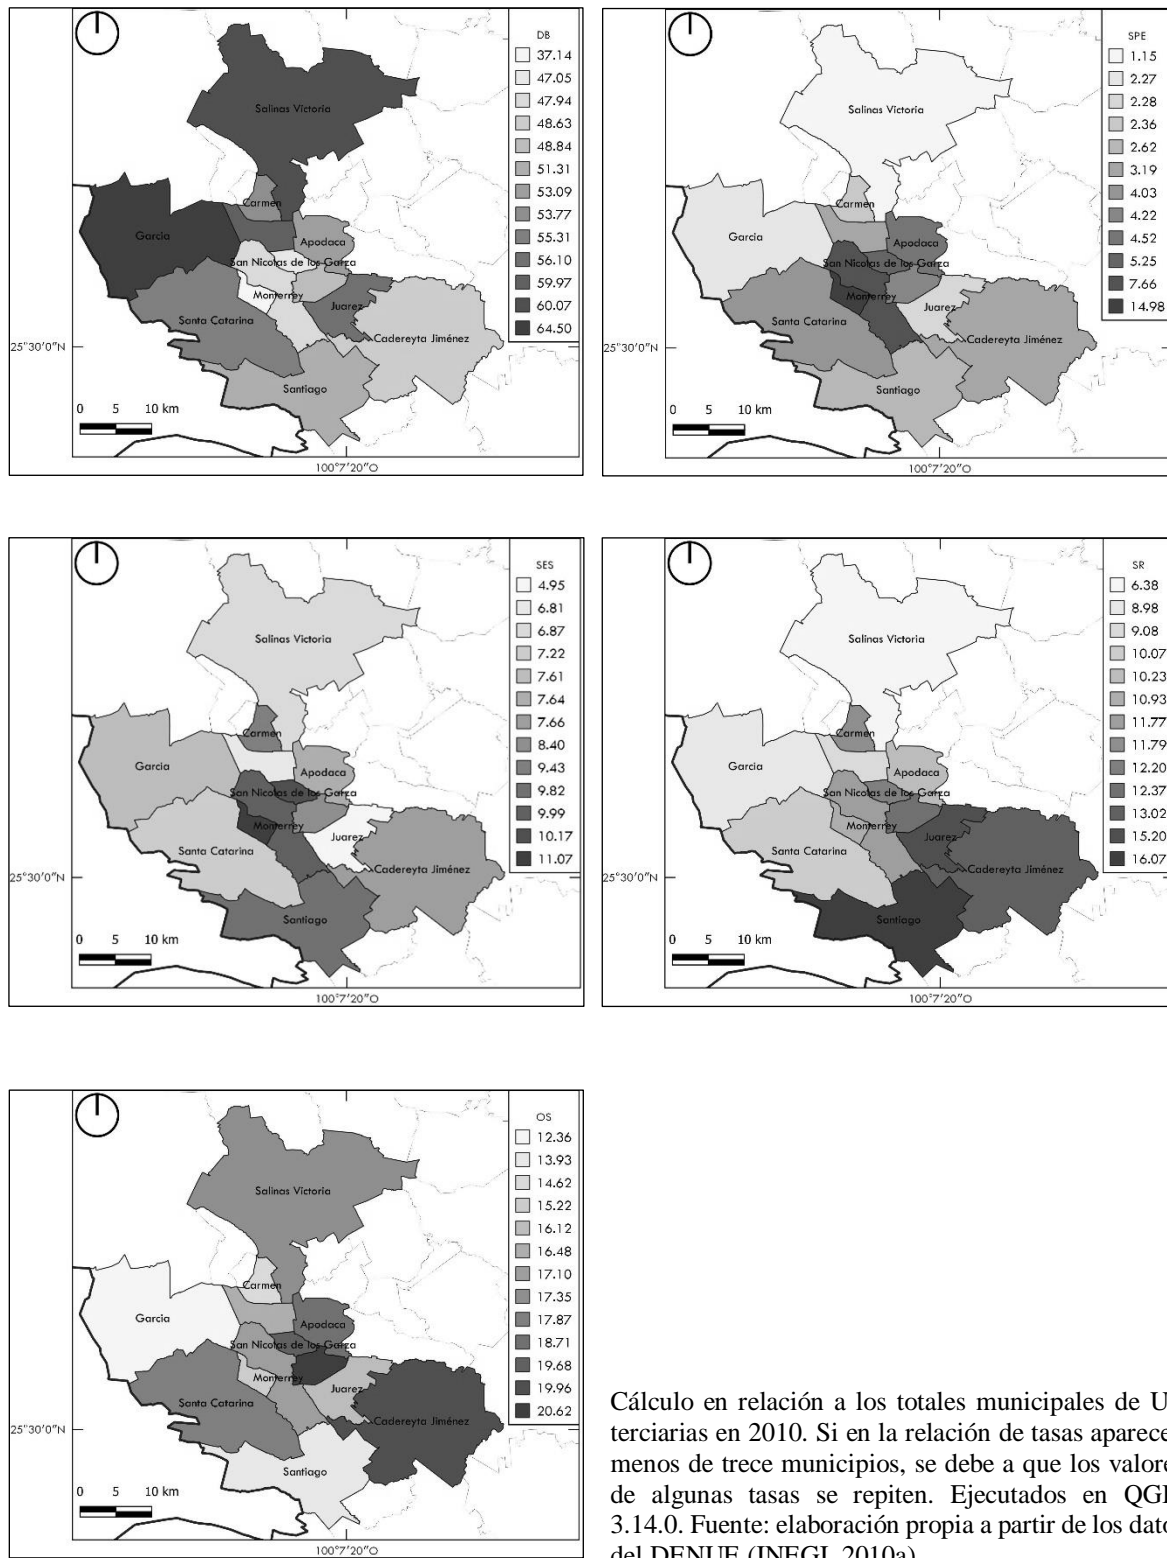 DB
37.14
47.05
47.94
48.63
48.84
51.31
53.09
53.77
55.31
56.10
59.97
60.07
64.50
Salinas Victoria
Carmen
Garcia
Apodaca
San Nicolas de los Garza
Monterrey
Juarez
Santa Catarina
Cadereyta Jiménez
Santiago
25°30'0"N
0 5 10 km
100°7'20"O
SPE
1.15
2.27
2.28
2.36
2.62
3.19
4.03
4.22
4.52
5.25
7.66
14.98
Salinas Victoria
Carmen
Garcia
Apodaca
San Nicolas de los Garza
Monterrey
Juarez
Santa Catarina
Cadereyta Jiménez
Santiago
25°30'0"N
0 5 10 km
100°7'20"O
SES
4.95
6.81
6.87
7.22
7.61
7.64
7.66
8.40
9.43
9.82
9.99
10.17
11.07
Salinas Victoria
Carmen
Garcia
Apodaca
San Nicolas de los Garza
Monterrey
Juarez
Santa Catarina
Cadereyta Jiménez
Santiago
25°30'0"N
0 5 10 km
100°7'20"O
SR
6.38
8.98
9.08
10.07
10.23
10.93
11.77
11.79
12.20
12.37
13.02
15.20
16.07
Salinas Victoria
Carmen
Garcia
Apodaca
San Nicolas de los Garza
Monterrey
Juarez
Santa Catarina
Cadereyta Jiménez
Santiago
25°30'0"N
0 5 10 km
100°7'20"O
OS
12.36
13.93
14.62
15.22
16.12
16.48
17.10
17.35
17.87
18.71
19.68
19.96
20.62
Salinas Victoria
Carmen
Garcia
Apodaca
San Nicolas de los Garza
Monterrey
Juarez
Santa Catarina
Cadereyta Jiménez
Santiago
25°30'0"N
0 5 10 km
100°7'20"O
Cálculo en relación a los totales municipales de U
terciarias en 2010. Si en la relación de tasas aparece
menos de trece municipios, se debe a que los valore
de algunas tasas se repiten. Ejecutados en QGI
3.14.0. Fuente: elaboración propia a partir de los dato
del DENUE (INEGI, 2010a)